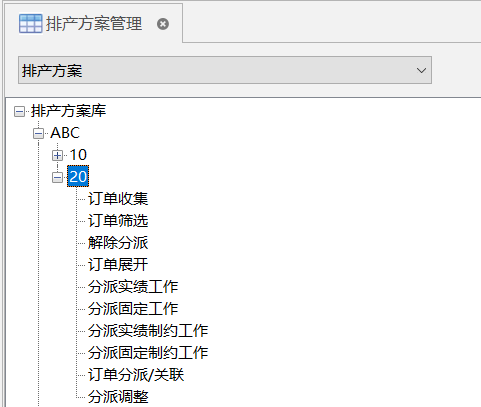 排产方案管理
排产方案
排产方案库
ABC
10
20
订单收集
订单筛选
解除分派
订单展开
分派实绩工作
分派固定工作
分派实绩制约工作
分派固定制约工作
订单分派/关联
分派调整